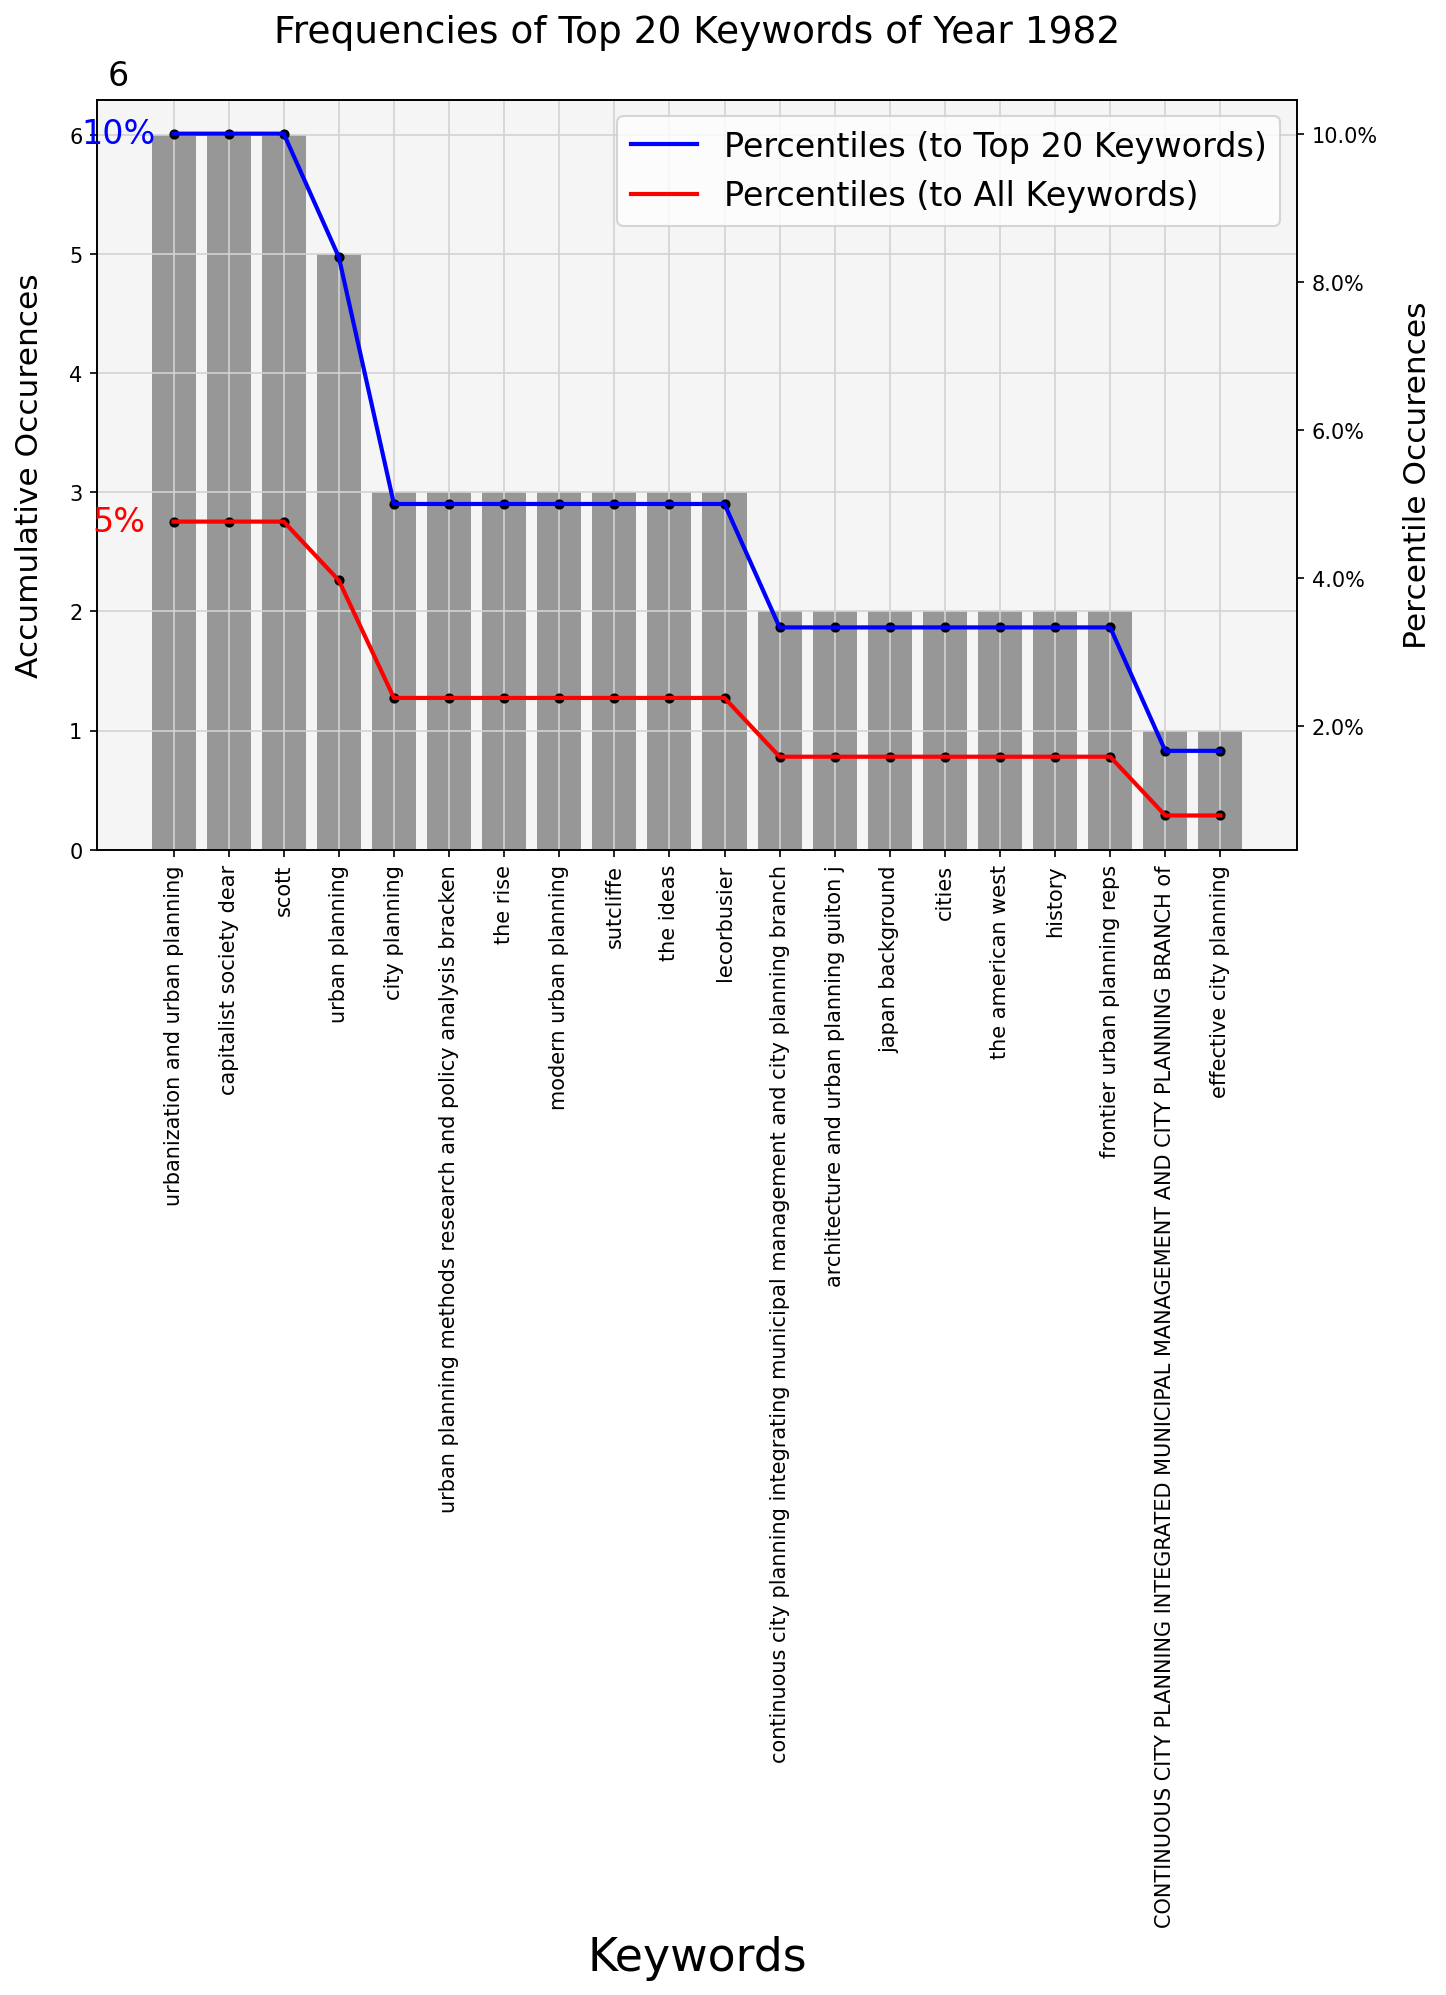 Frequencies of Top 20 Keywords of Year 1982
6
10%
5%
Percentiles (to Top 20 Keywords)
Percentiles (to All Keywords)
Accumulative Occurences
6
5
4
3
2
1
0
10.0%
8.0%
6.0%
4.0%
2.0%
Percentile Occurences
urbanization and urban planning
capitalist society dear
scott
urban planning
city planning
urban planning methods research and policy analysis bracken
the rise
modern urban planning
sutcliffe
the ideas
lecorbusier
continuous city planning integrating municipal management and city planning branch
architecture and urban planning guiton j
japan background
cities
the american west
history
frontier urban planning reps
CONTINUOUS CITY PLANNING INTEGRATED MUNICIPAL MANAGEMENT AND CITY PLANNING BRANCH of
effective city planning
Keywords